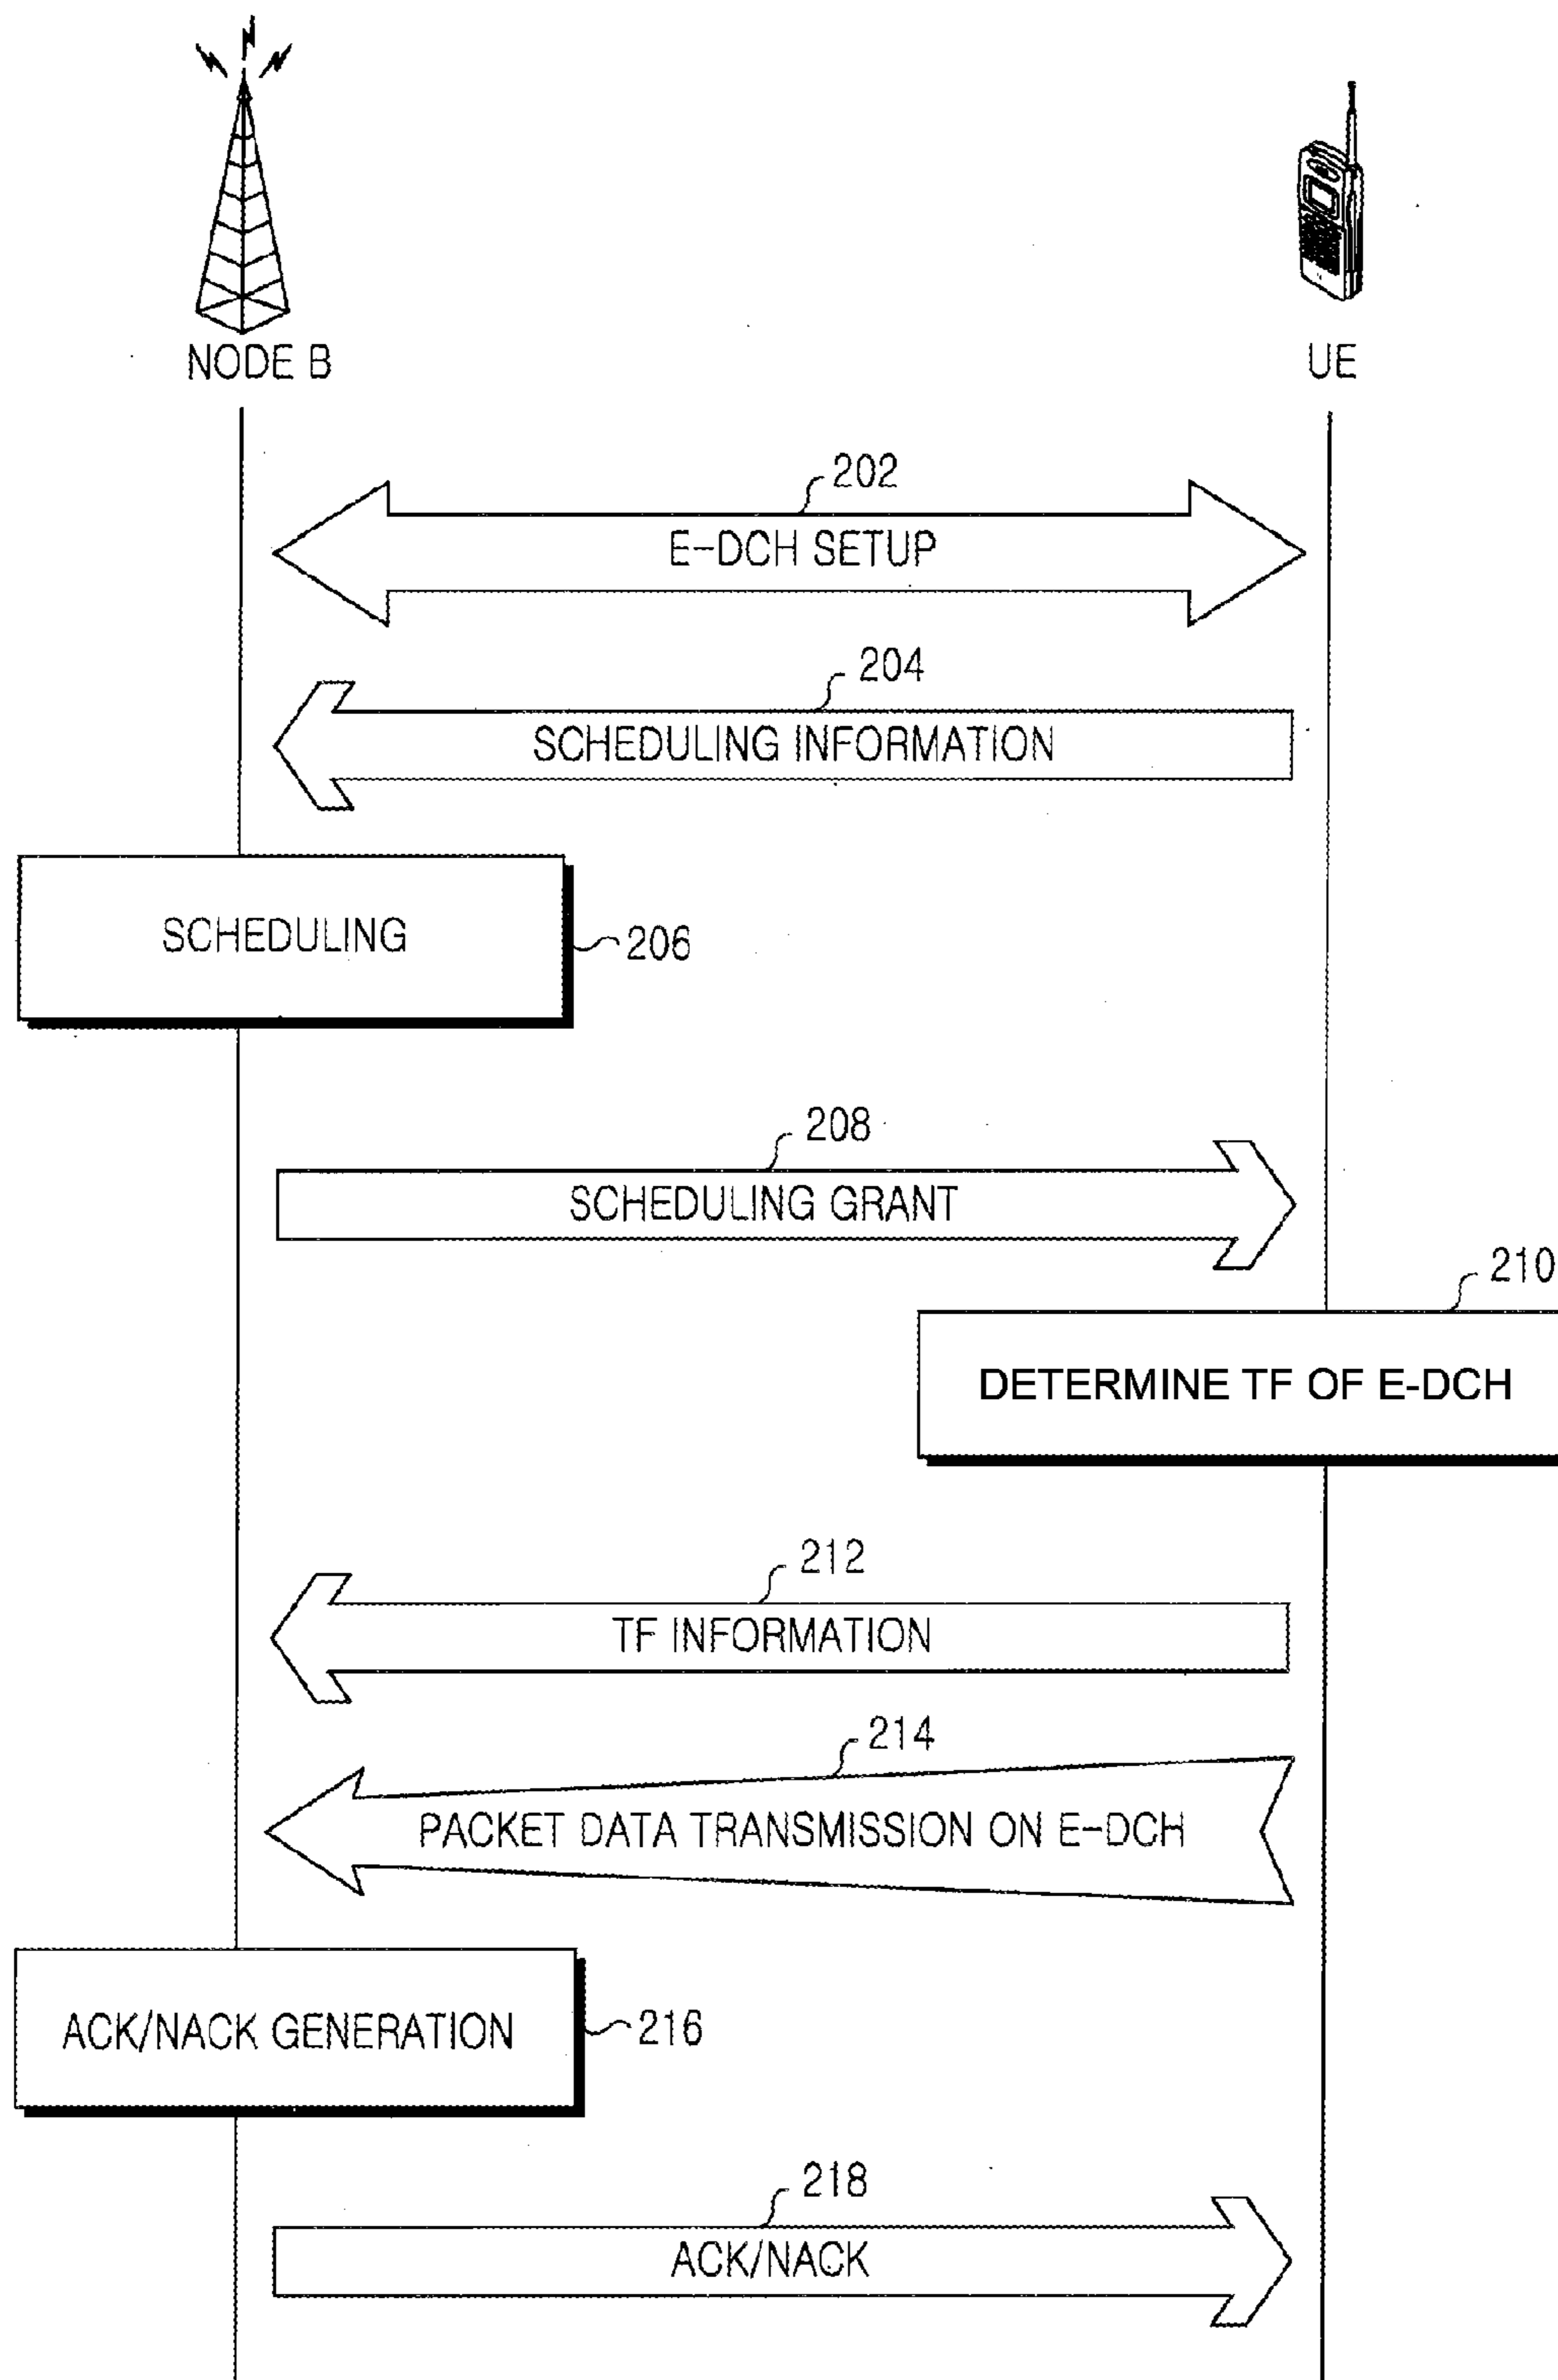 NODE B
UE
202
E-DCH SETUP
204
SCHEDULING INFORMATION
SCHEDULING
206
208
SCHEDULING GRANT
210
DETERMINE TF OF E-DCH
212
TF INFORMATION
214
PACKET DATA TRANSMISSION ON E-DCH
ACK/NACK GENERATION
216
218
ACK/NACK